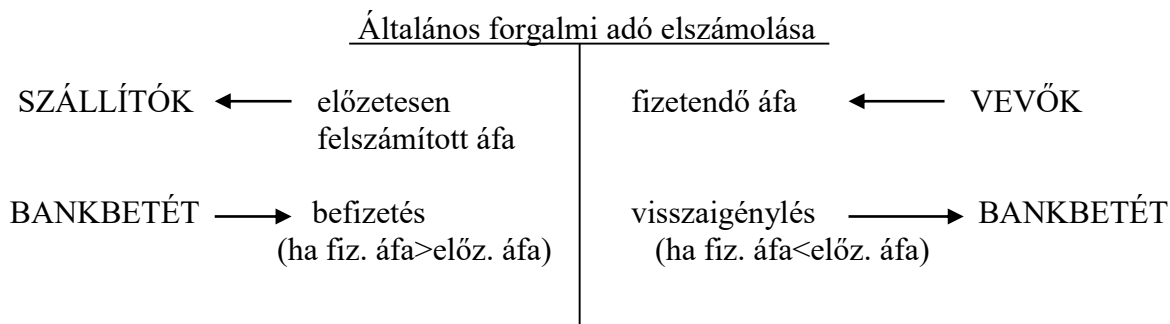 Általános forgalmi adó elszámolása
SZÁLLÍTÓK előzetesen fizetendő áfa VEVŐK
felszámított áfa
BANKBETÉT befizetés visszaigénylés BANKBETÉT
(ha fiz. áfa>előz. áfa) (ha fiz. áfa<előz. áfa)